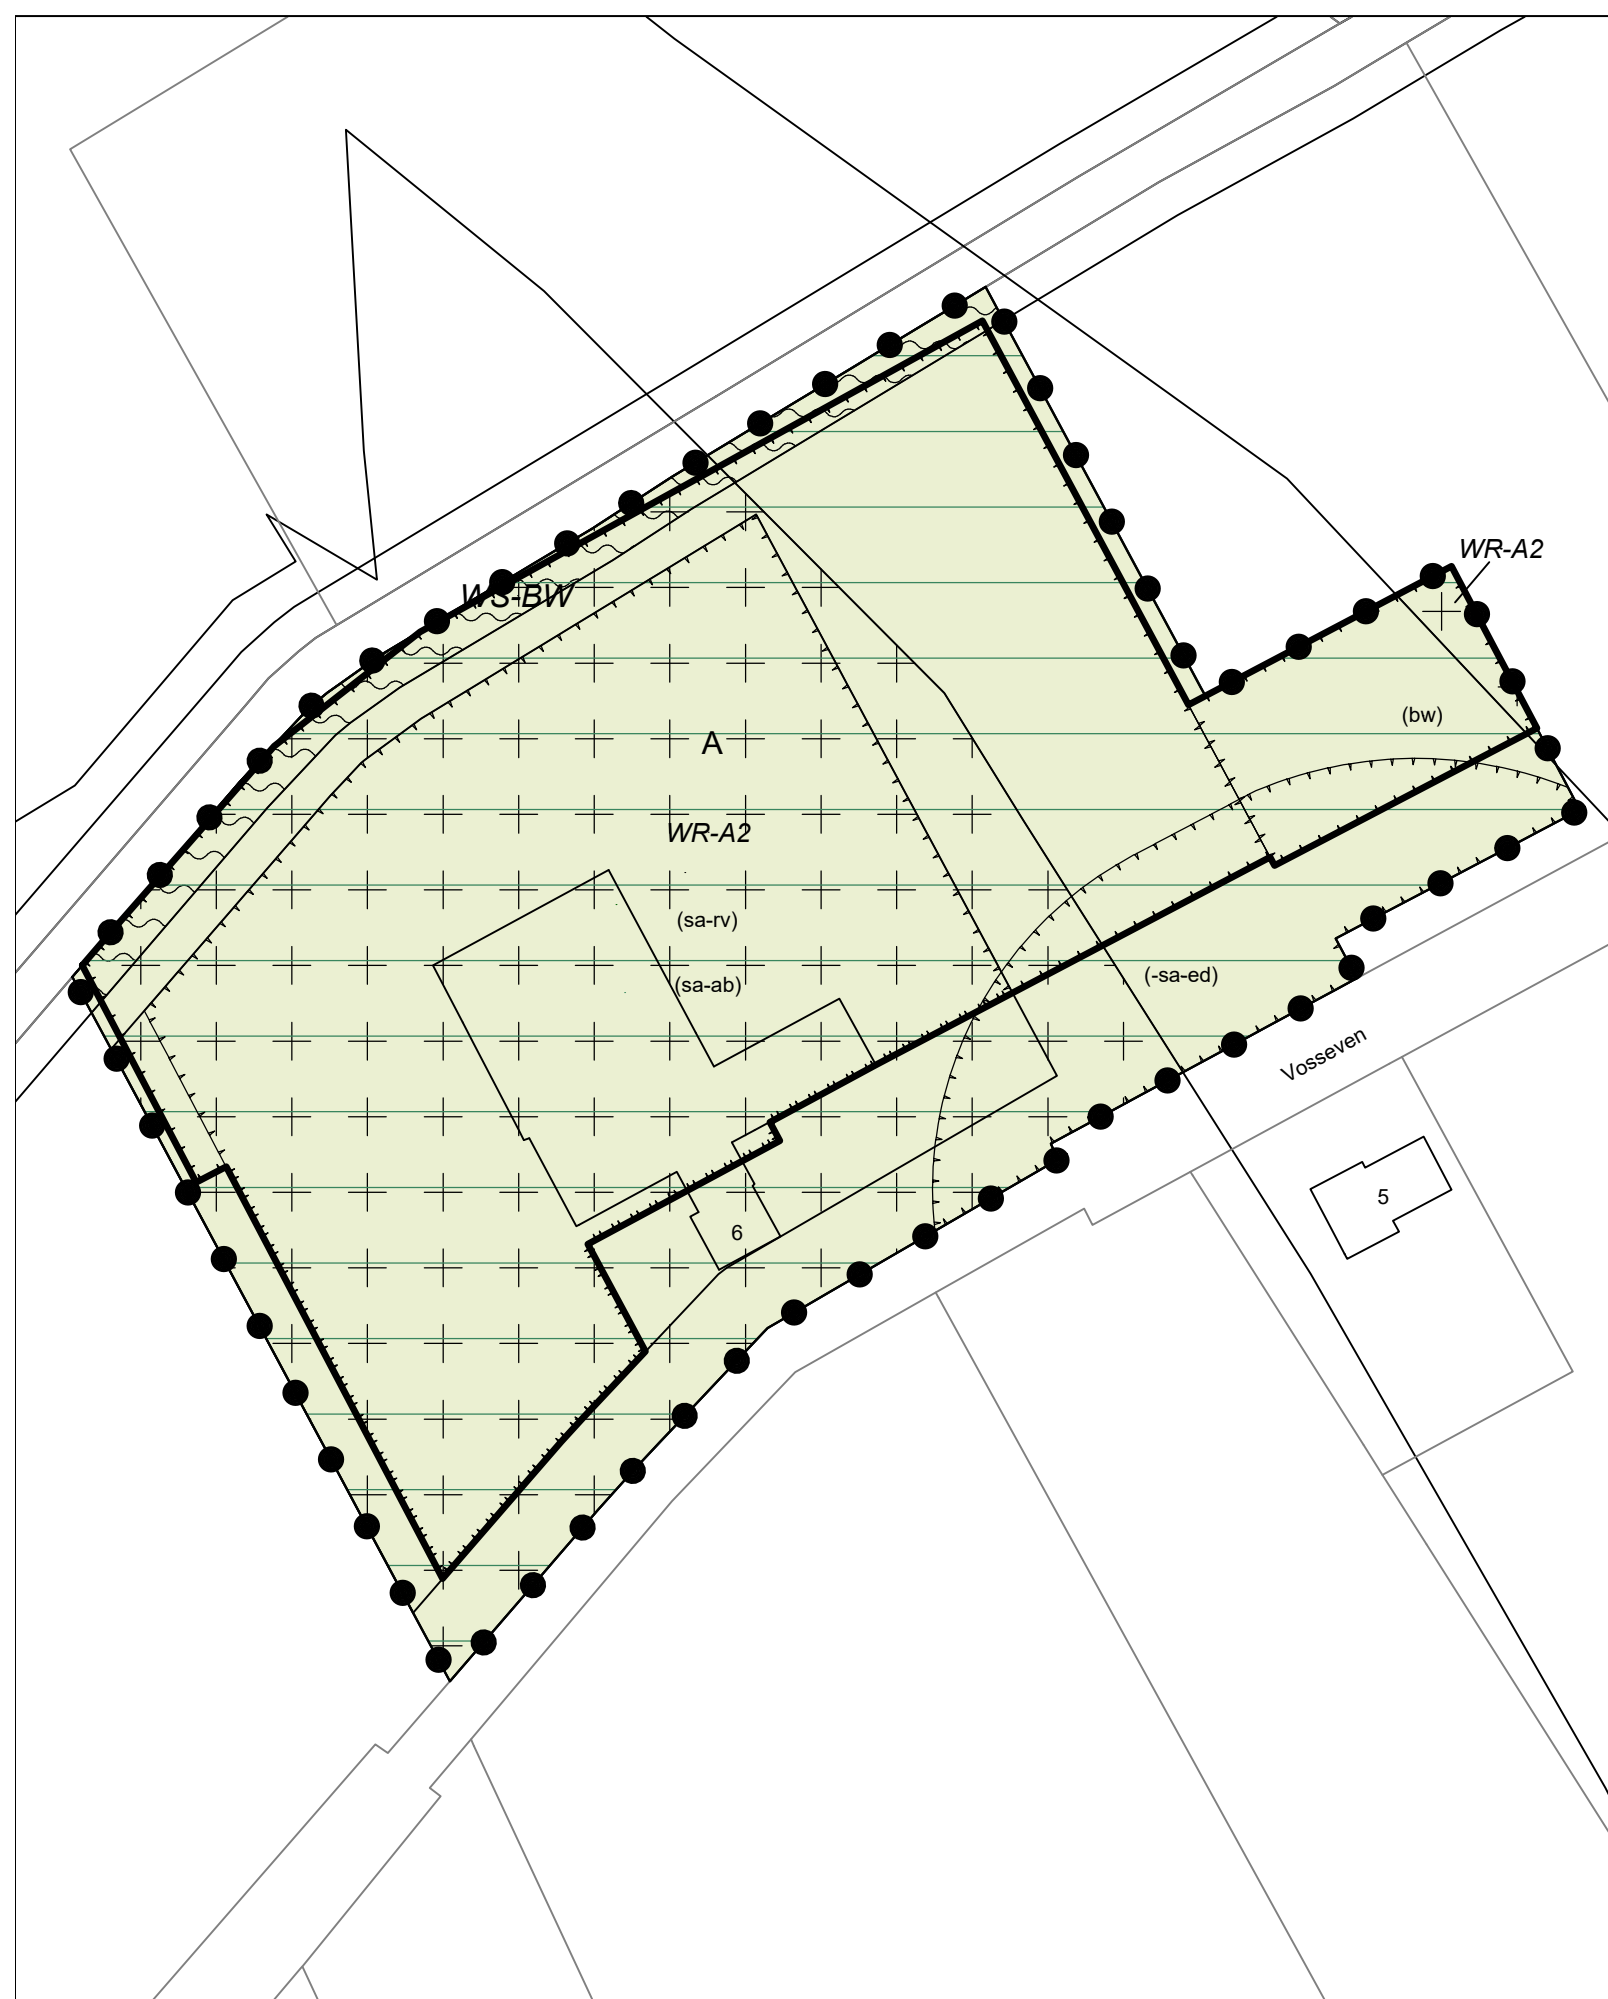 WR-A2
WS-BW
(bw)
A
WR-A2
(sa-rv)
(sa-ab)
(-sa-ed)
Vosseven
5
6